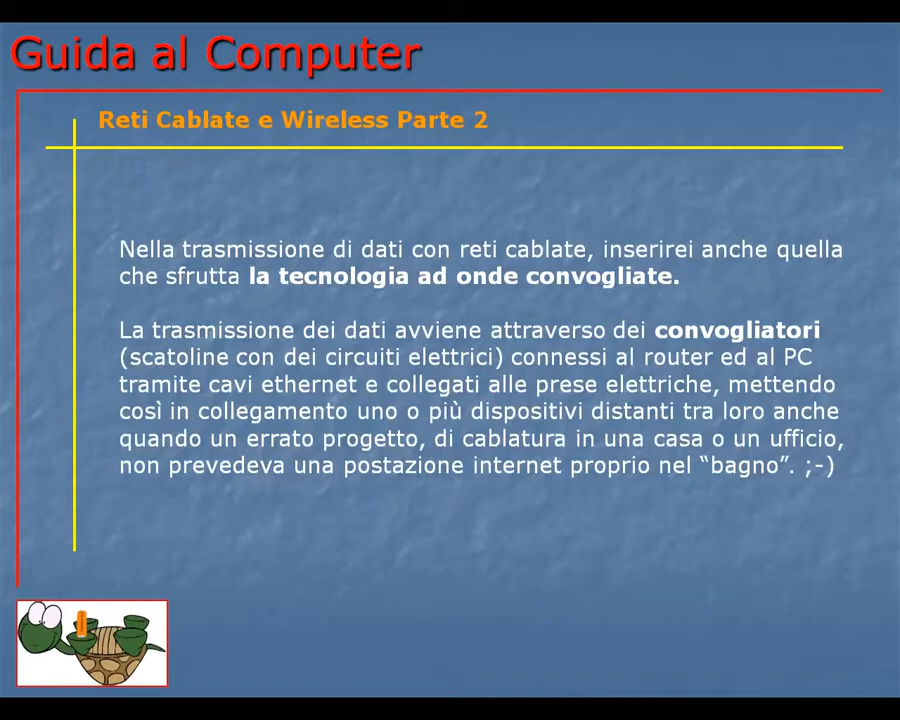 Guida al Computer
Reti Cablate e Wireless Parte 2
Nella trasmissione di dati con reti cablate, inserirei anche quella
che sfrutta la tecnologia ad onde convogliate.
La trasmissione dei dati avviene attraverso dei convogliatori
(scatoline con dei circuiti elettrici) connessi al router ed al PC
tramite cavi ethernet e collegati alle prese elettriche, mettendo
così in collegamento uno o più dispositivi distanti tra loro anche
quando un errato progetto, di cablatura in una casa o un ufficio,
non prevedeva una postazione internet proprio nel “bagno”. ;-)